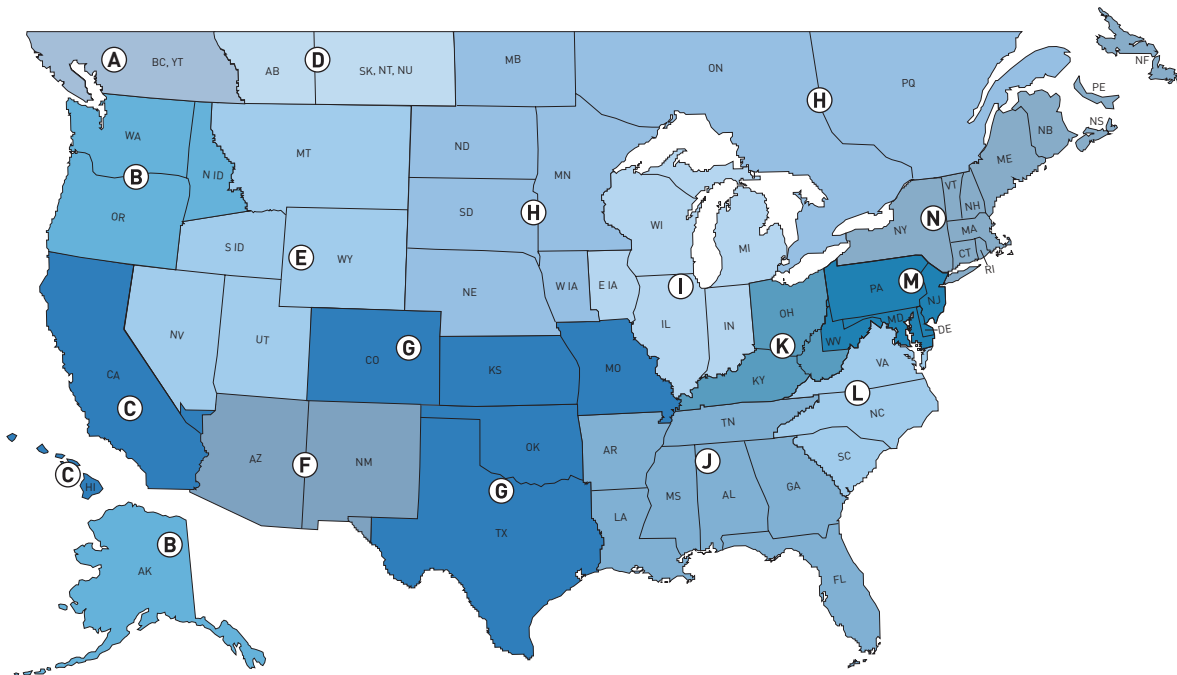 A
BC, YT
AB
D
SK, NT, NU
MB
ON
H
PQ
NF
PE
NS
NB
ME
WA
B
N ID
OR
MT
ND
MN
SD
H
WI
MI
VT
NH
N
NY
MA
CT
RI
S ID
E
WY
NE
W IA
E IA
I
IL
IN
OH
PA
M
NJ
MD
DE
NV
UT
CO
G
KS
MO
K
WV
KY
VA
L
NC
CA
C
AZ
F
NM
OK
AR
TN
SC
J
MS
AL
GA
C
HI
G
TX
LA
FL
B
AK